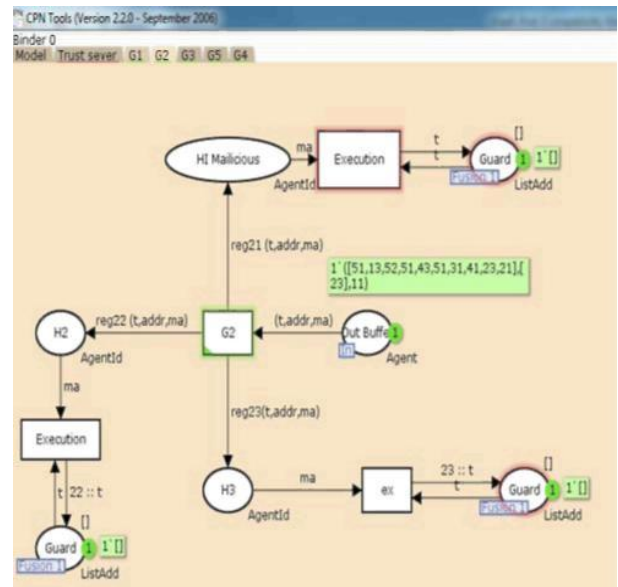 CPN Tools (Version 2.2.0 - September 2006)
Binder 0
Model Trust sever G1 G2 G3 G5 G4
HI Mailicious
ma
AgentId
Execution
t
t
[]
Guard
1
1`[]
Fusion 1
ListAdd
reg21 (t,addr,ma)
1`([51,13,52,51,43,51,31,41,23,21],[
23],11)
H2
AgentId
reg22 (t,addr,ma)
G2
(t,addr,ma)
Out Buffe
1
In
Agent
ma
reg23(t,addr,ma)
Execution
t
22 :: t
[]
Guard
1
1`[]
Fusion 1
ListAdd
H3
AgentId
ma
ex
23 :: t
t
[]
Guard
1
1`[]
Fusion 1
ListAdd